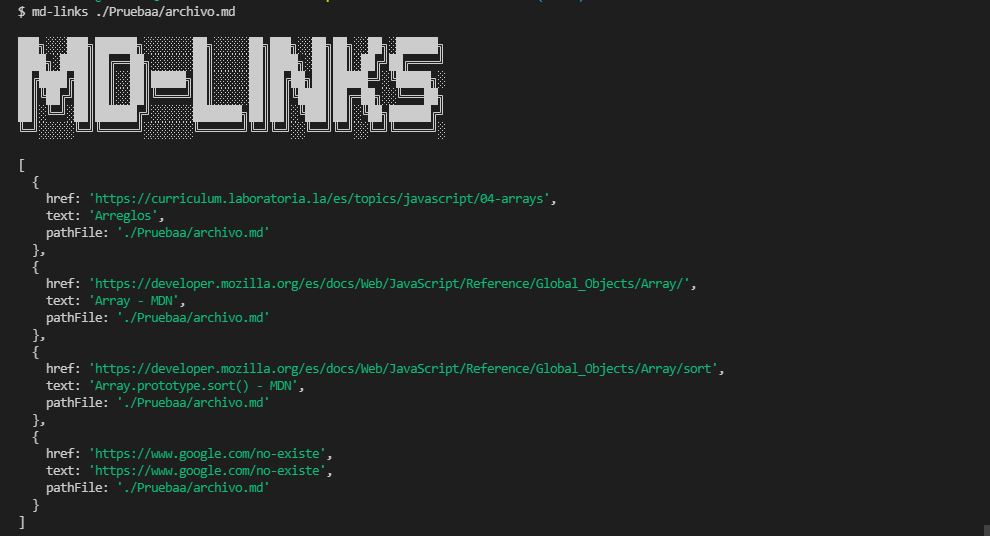 $ md-links ./Pruebaa/archivo.md
MD-LINKS
[
  {
    href: 'https://curriculum.laboratoria.la/es/topics/javascript/04-arrays',
    text: 'Arreglos',
    pathFile: './Pruebaa/archivo.md'
  },
  {
    href: 'https://developer.mozilla.org/es/docs/Web/JavaScript/Reference/Global_Objects/Array/',
    text: 'Array - MDN',
    pathFile: './Pruebaa/archivo.md'
  },
  {
    href: 'https://developer.mozilla.org/es/docs/Web/JavaScript/Reference/Global_Objects/Array/sort',
    text: 'Array.prototype.sort() - MDN',
    pathFile: './Pruebaa/archivo.md'
  },
  {
    href: 'https://www.google.com/no-existe',
    text: 'https://www.google.com/no-existe',
    pathFile: './Pruebaa/archivo.md'
  }
]